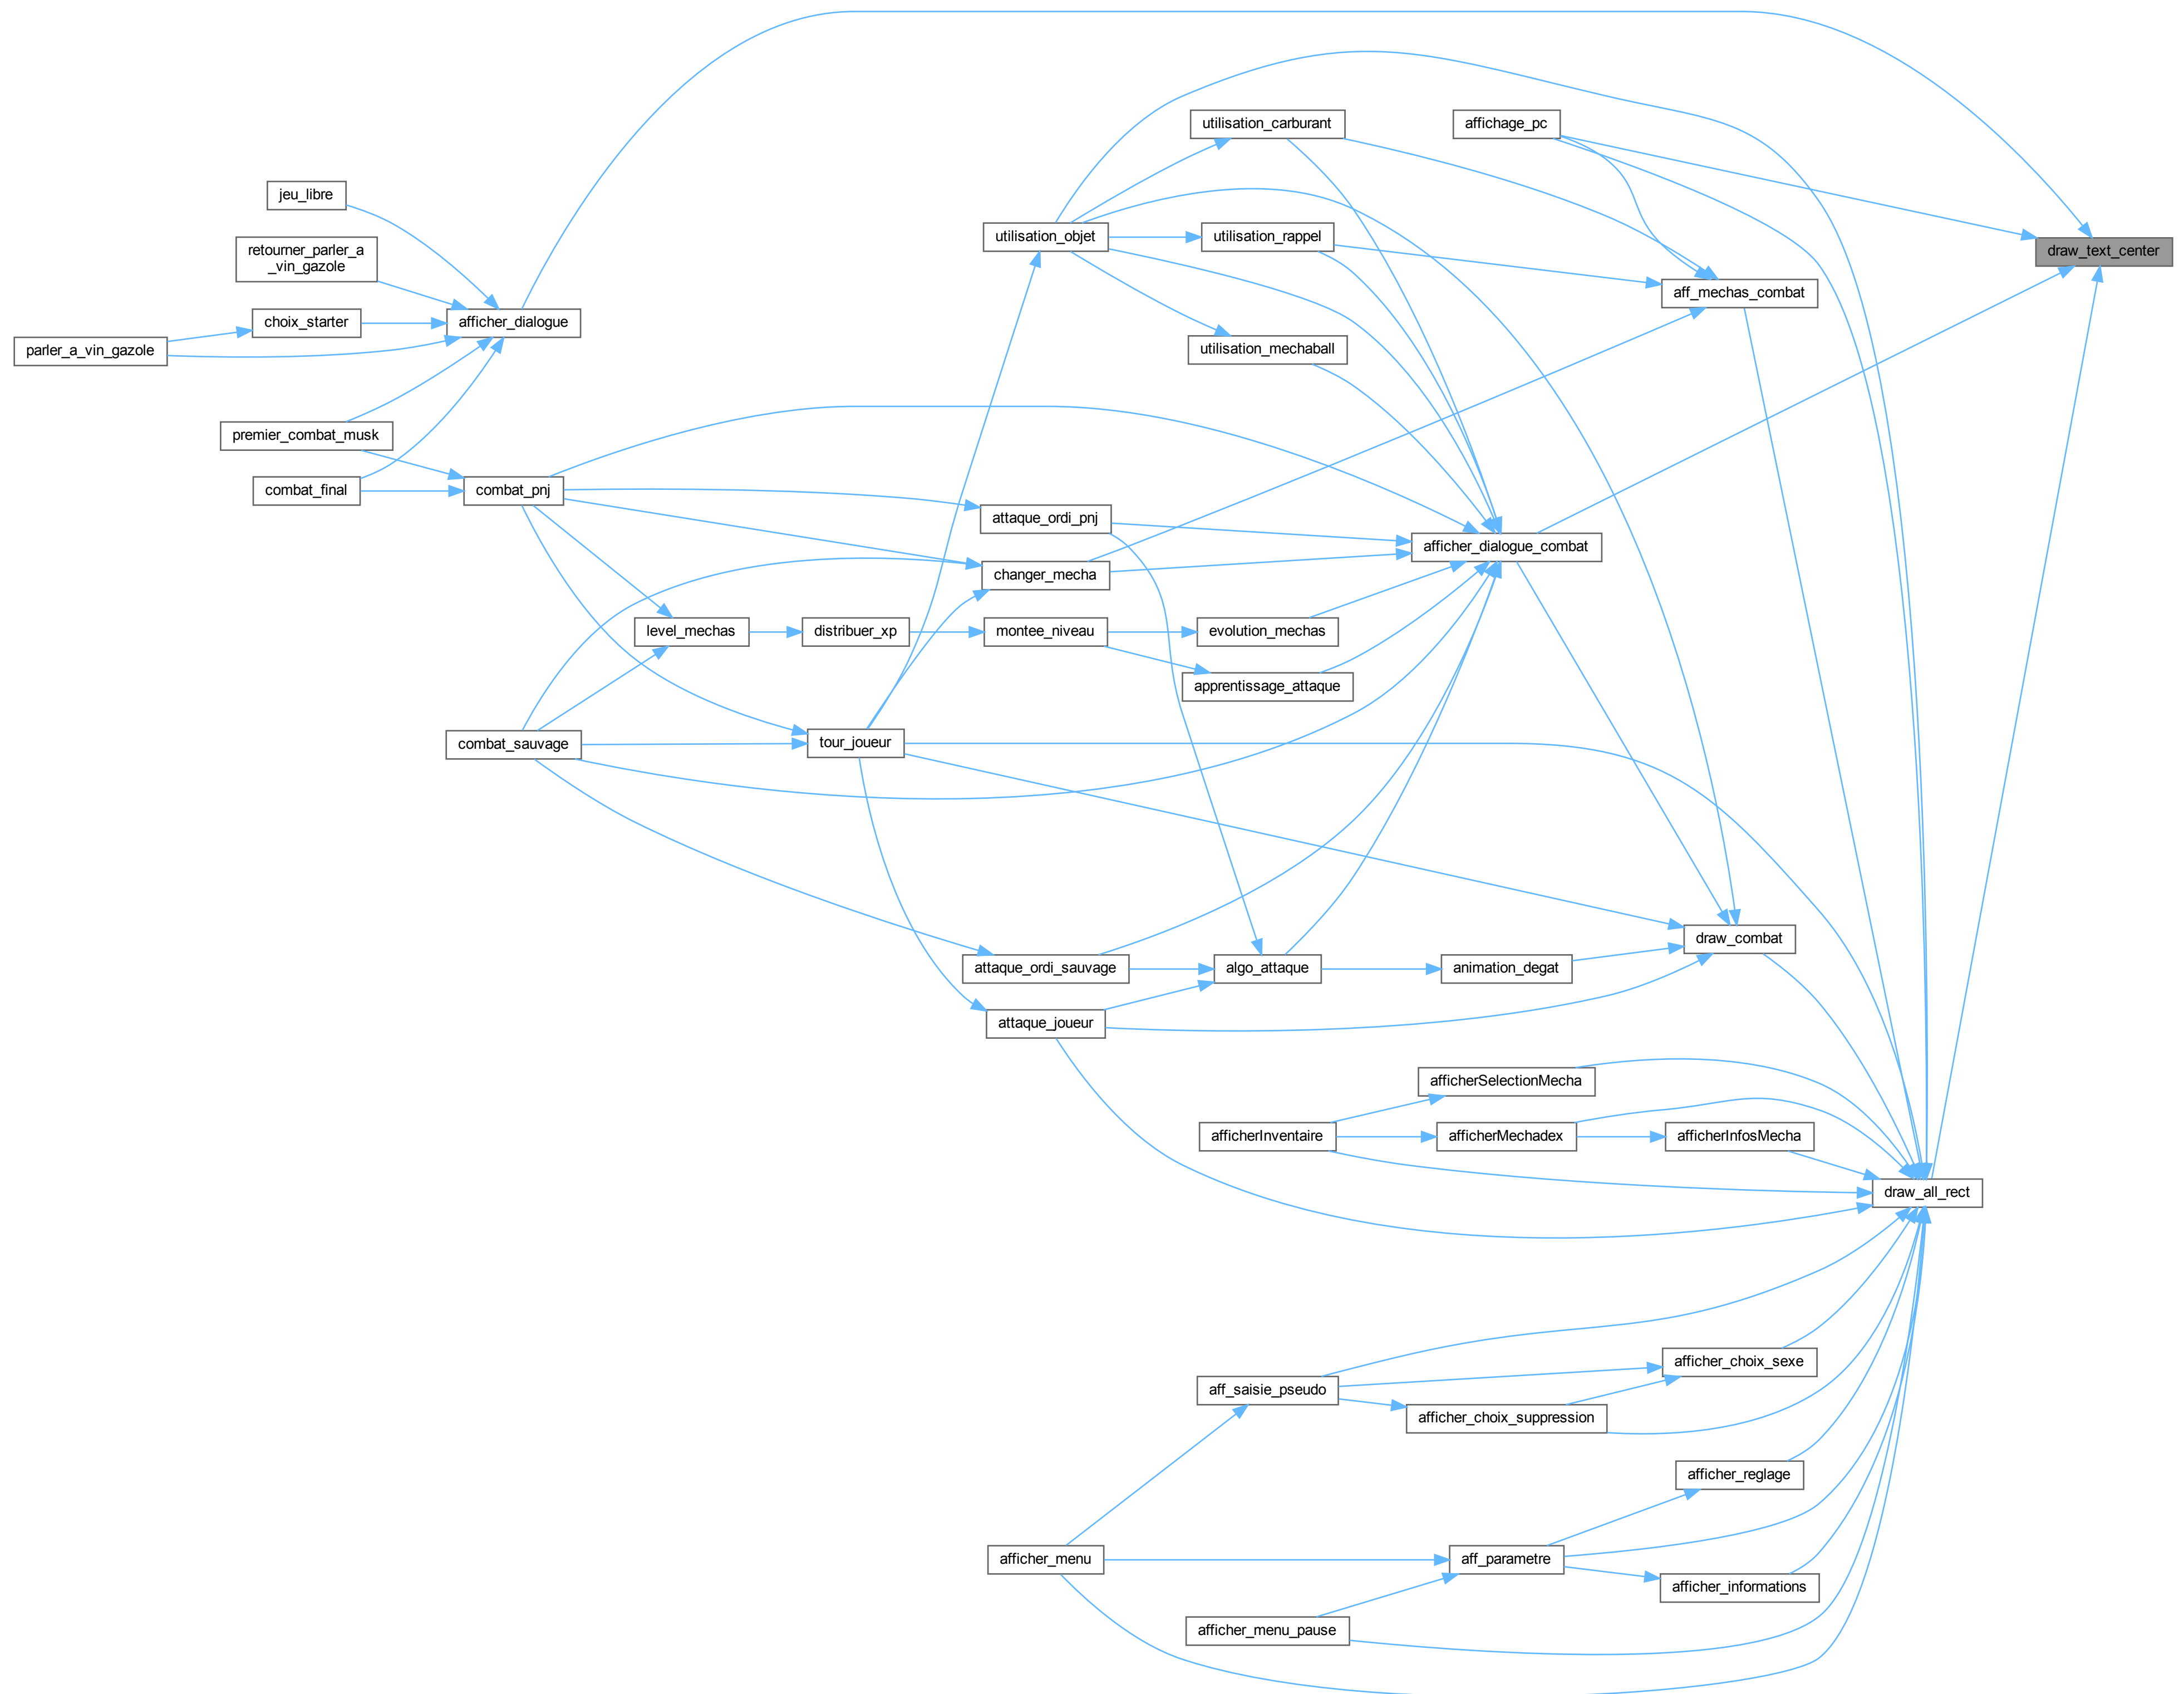 utilisation_carburant
affichage_pc
jeu_libre
utilisation_objet
utilisation_rappel
retourner_parler_a
_vin_gazole
draw_text_center
aff_mechas_combat
choix_starter
afficher_dialogue
parler_a_vin_gazole
utilisation_mechaball
premier_combat_musk
combat_final
combat_pnj
attaque_ordi_pnj
afficher_dialogue_combat
changer_mecha
level_mechas
distribuer_xp
montee_niveau
evolution_mechas
apprentissage_attaque
combat_sauvage
tour_joueur
draw_combat
attaque_ordi_sauvage
algo_attaque
animation_degat
attaque_joueur
afficherSelectionMecha
afficherInventaire
afficherMechadex
afficherInfosMecha
draw_all_rect
afficher_choix_sexe
aff_saisie_pseudo
afficher_choix_suppression
afficher_reglage
afficher_menu
aff_parametre
afficher_informations
afficher_menu_pause